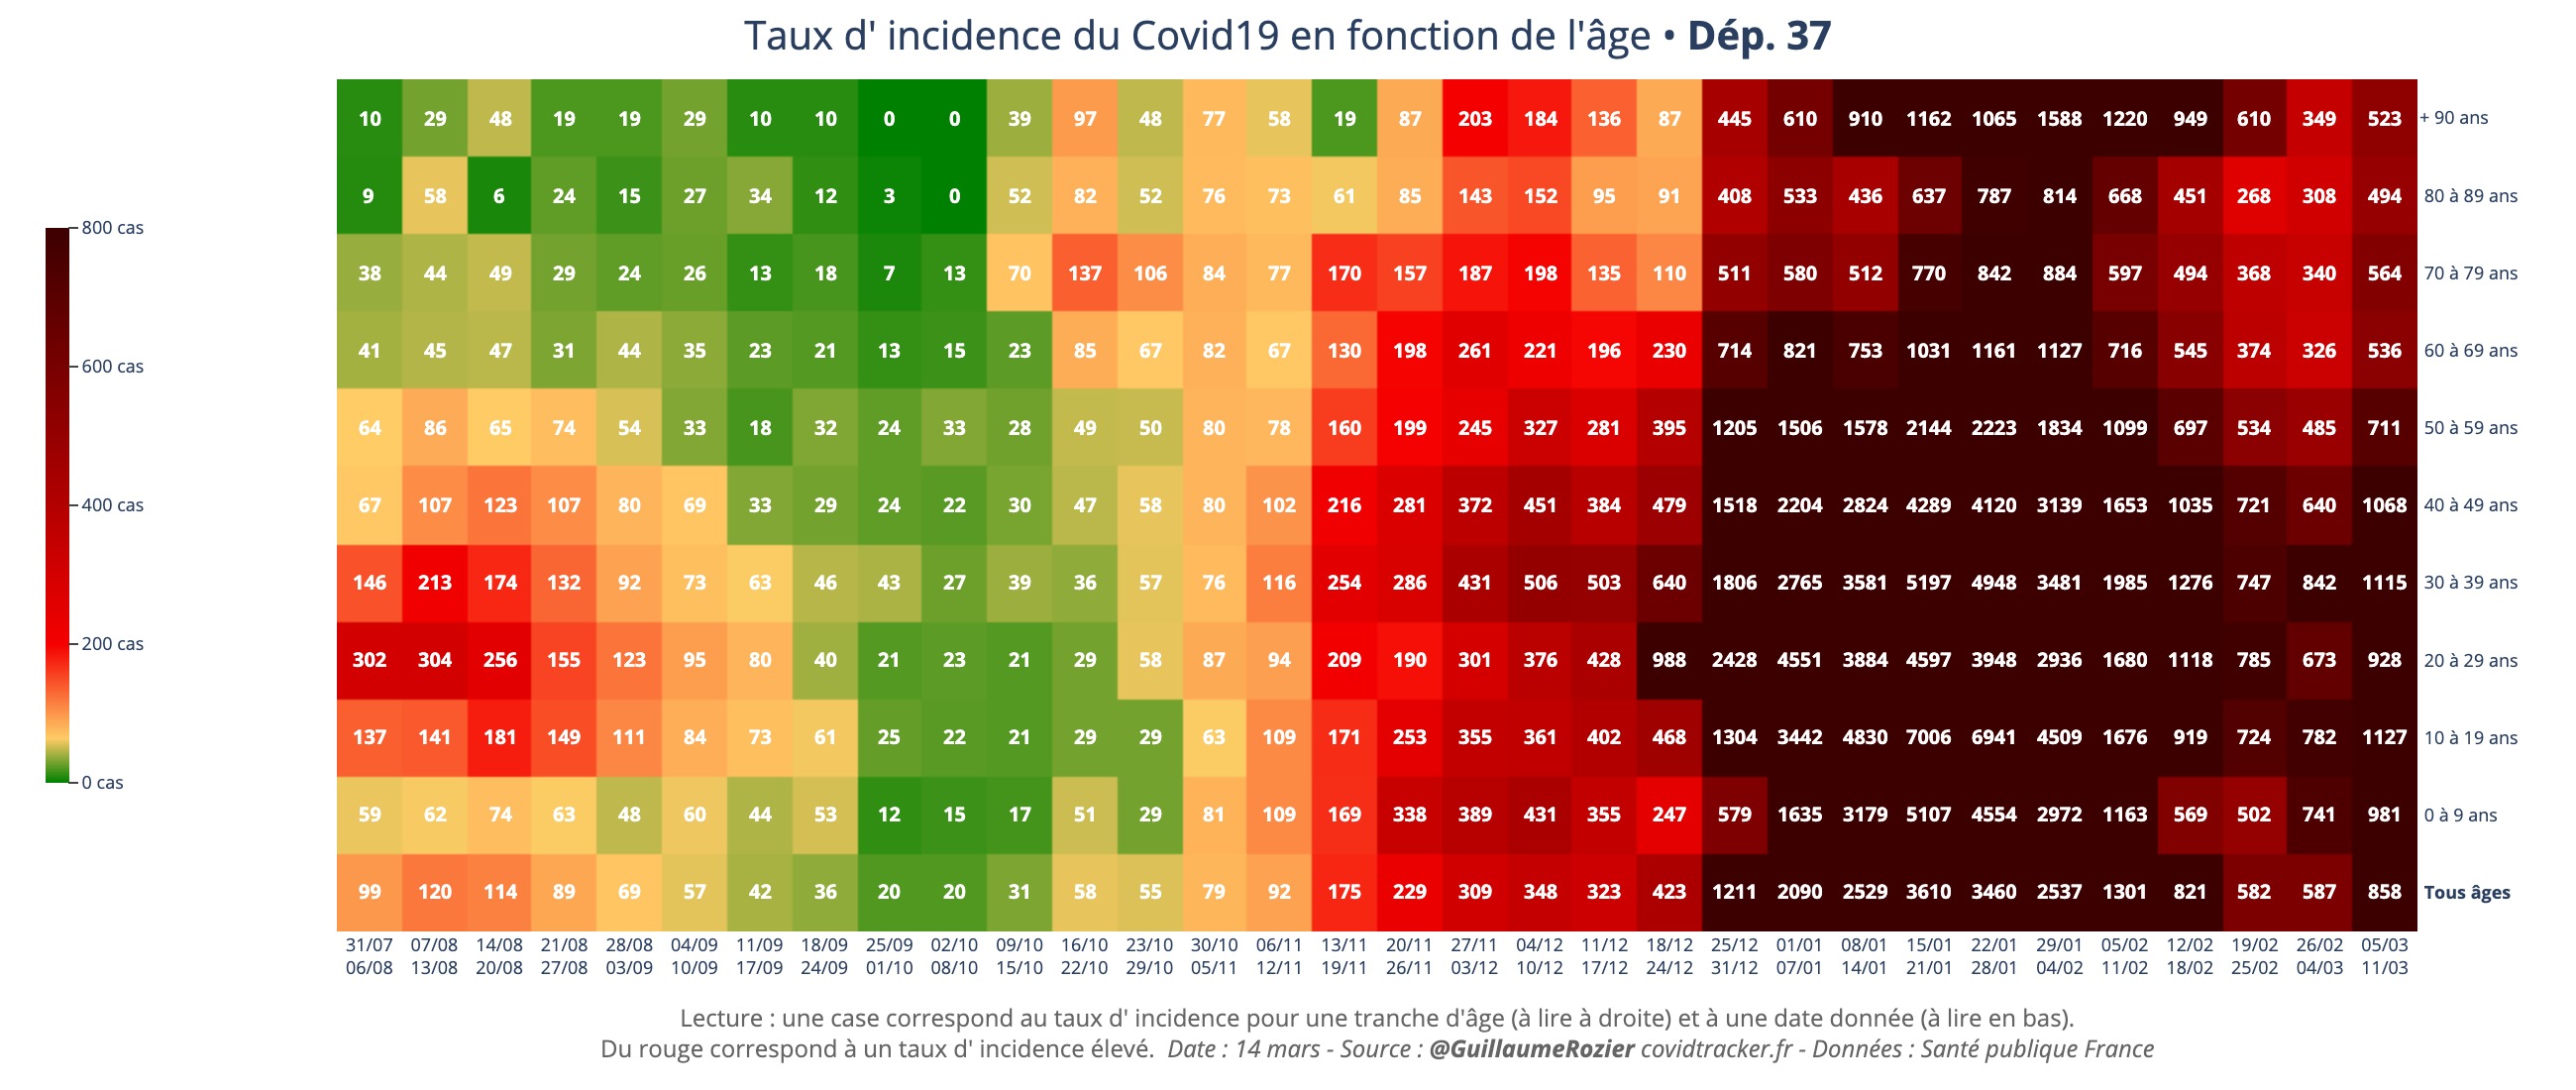 Taux d' incidence du Covid19 en fonction de l'âge • Dép. 37
10 29 48 19 19 29 10 10 0 0 39 97 48 77 58 19 87 203 184 136 87 445 610 910 1162 1065 1588 1220 949 610 349 523 + 90 ans
9 58 6 24 15 27 34 12 3 0 52 82 52 76 73 61 85 143 152 95 91 408 533 436 637 787 814 668 451 268 308 494 80 à 89 ans
800 cas
38 44 49 29 24 26 13 18 7 13 70 137 106 84 77 170 157 187 198 135 110 511 580 512 770 842 884 597 494 368 340 564 70 à 79 ans
41 45 47 31 44 35 23 21 13 15 23 85 67 82 67 130 198 261 221 196 230 714 821 753 1031 1161 1127 716 545 374 326 536 60 à 69 ans
600 cas
64 86 65 74 54 33 18 32 24 33 28 49 50 80 78 160 199 245 327 281 395 1205 1506 1578 2144 2223 1834 1099 697 534 485 711 50 à 59 ans
400 cas
67 107 123 107 80 69 33 29 24 22 30 47 58 80 102 216 281 372 451 384 479 1518 2204 2824 4289 4120 3139 1653 1035 721 640 1068 40 à 49 ans
146 213 174 132 92 73 63 46 43 27 39 36 57 76 116 254 286 431 506 503 640 1806 2765 3581 5197 4948 3481 1985 1276 747 842 1115 30 à 39 ans
200 cas
302 304 256 155 123 95 80 40 21 23 21 29 58 87 94 209 190 301 376 428 988 2428 4551 3884 4597 3948 2936 1680 1118 785 673 928 20 à 29 ans
137 141 181 149 111 84 73 61 25 22 21 29 29 63 109 171 253 355 361 402 468 1304 3442 4830 7006 6941 4509 1676 919 724 782 1127 10 à 19 ans
0 cas
59 62 74 63 48 60 44 53 12 15 17 51 29 81 109 169 338 389 431 355 247 579 1635 3179 5107 4554 2972 1163 569 502 741 981 0 à 9 ans
99 120 114 89 69 57 42 36 20 20 31 58 55 79 92 175 229 309 348 323 423 1211 2090 2529 3610 3460 2537 1301 821 582 587 858 Tous âges
31/07 07/08 14/08 21/08 28/08 04/09 11/09 18/09 25/09 02/10 09/10 16/10 23/10 30/10 06/11 13/11 20/11 27/11 04/12 11/12 18/12 25/12 01/01 08/01 15/01 22/01 29/01 05/02 12/02 19/02 26/02 05/03
06/08 13/08 20/08 27/08 03/09 10/09 17/09 24/09 01/10 08/10 15/10 22/10 29/10 05/11 12/11 19/11 26/11 03/12 10/12 17/12 24/12 31/12 07/01 14/01 21/01 28/01 04/02 11/02 18/02 25/02 04/03 11/03
Lecture : une case correspond au taux d' incidence pour une tranche d'âge (à lire à droite) et à une date donnée (à lire en bas).
Du rouge correspond à un taux d' incidence élevé. Date : 14 mars - Source : @GuillaumeRozier covidtracker.fr - Données : Santé publique France